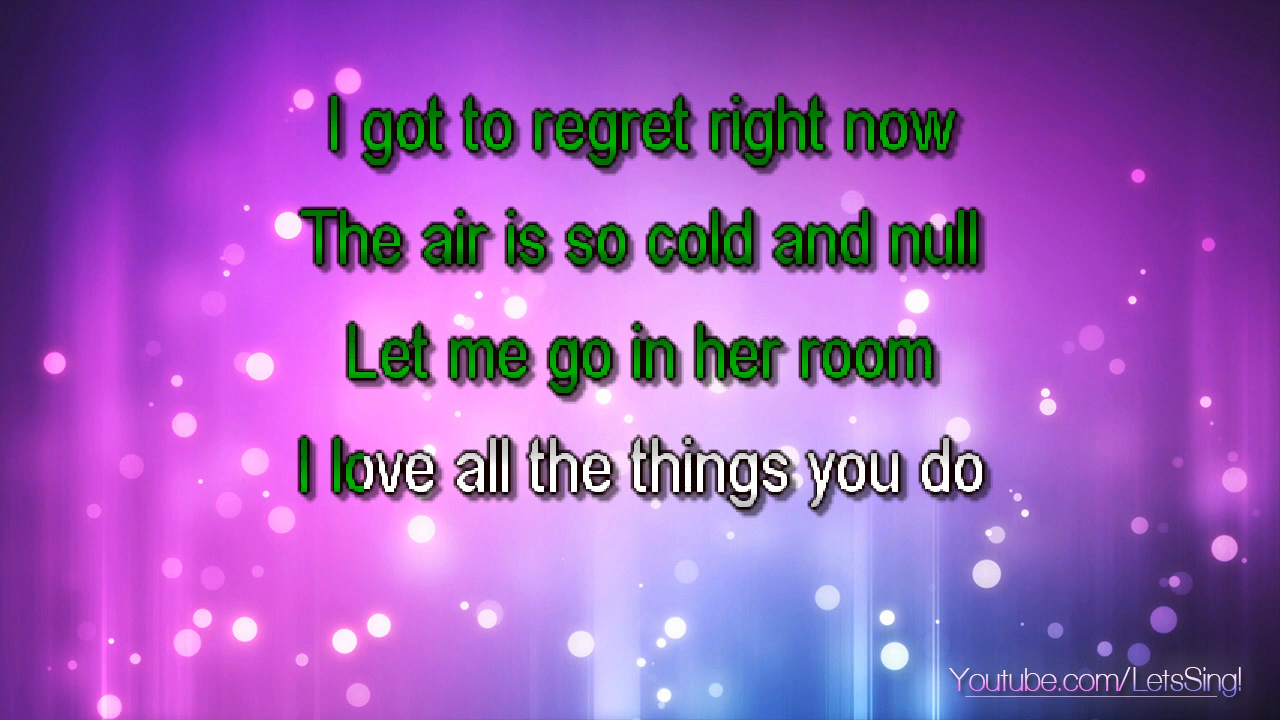 I got to regret right now
The air is so cold and null
Let me go in her room
I love all the things you do
Youtube.com/LetsSing!